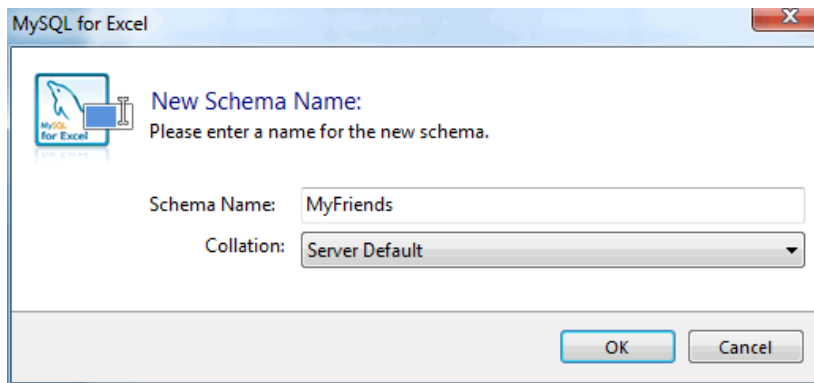 MySQL for Excel
New Schema Name:
MySQL
for Excel
Please enter a name for the new schema.
Schema Name: MyFriends
Collation: Server Default
OK Cancel